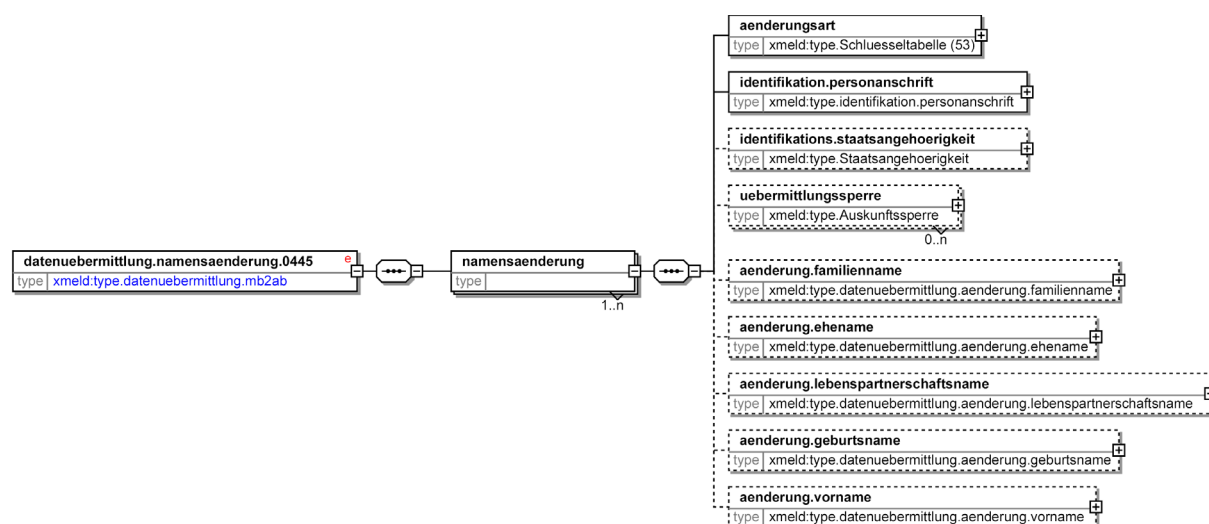 aenderungsart
type xmeld:type.Schluesseltabelle (53)
identifikation.personanschrift
type xmeld:type.identifikation.personanschrift
identifikations.staatsangehoerigkeit
type xmeld:type.Staatsangehoerigkeit
uebermittlungssperre
type xmeld:type.Auskunftssperre
0..n
datenuebermittlung.namensaenderung.0445 e
type xmeld:type.datenuebermittlung.mb2ab
namensaenderung
type
1..n
aenderung.familienname
type xmeld:type.datenuebermittlung.aenderung.familienname
aenderung.ehename
type xmeld:type.datenuebermittlung.aenderung.ehename
aenderung.lebenspartnerschaftsname
type xmeld:type.datenuebermittlung.aenderung.lebenspartnerschaftsname
aenderung.geburtsname
type xmeld:type.datenuebermittlung.aenderung.geburtsname
aenderung.vorname
type xmeld:type.datenuebermittlung.aenderung.vorname